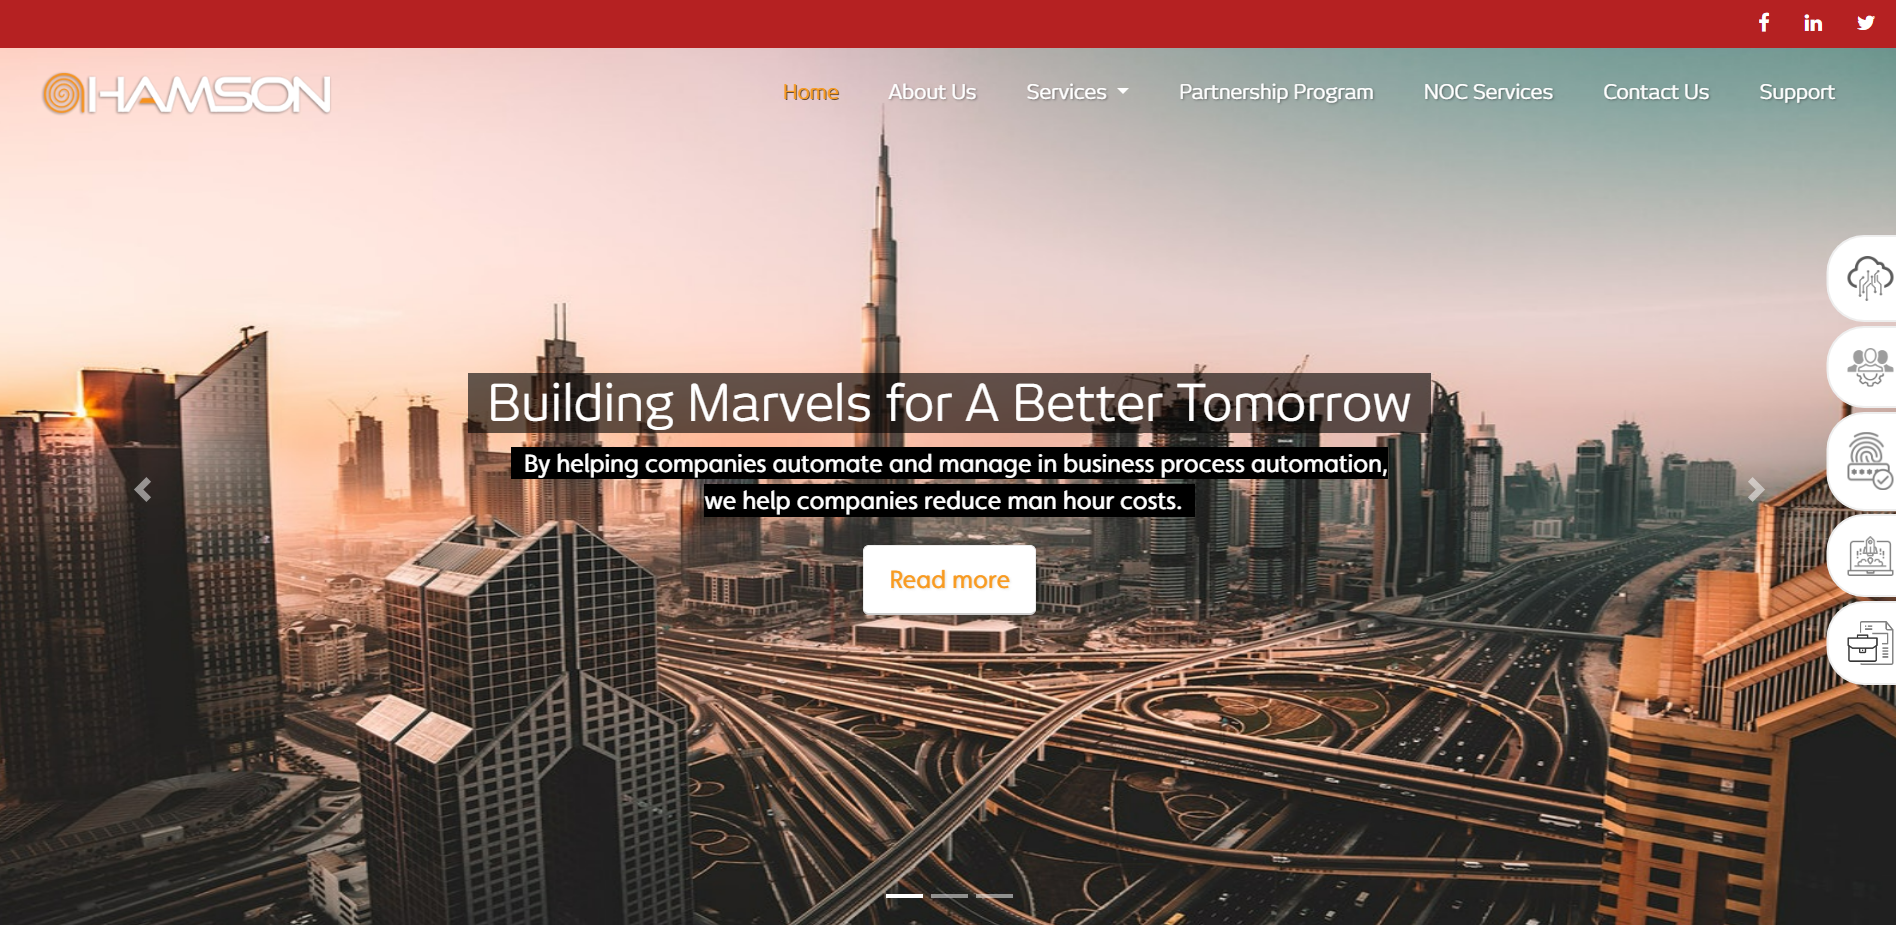 HAMSON
Home About Us Services Partnership Program NOC Services Contact Us Support
Building Marvels for A Better Tomorrow
By helping companies automate and manage in business process automation,
we help companies reduce man hour costs.
Read more